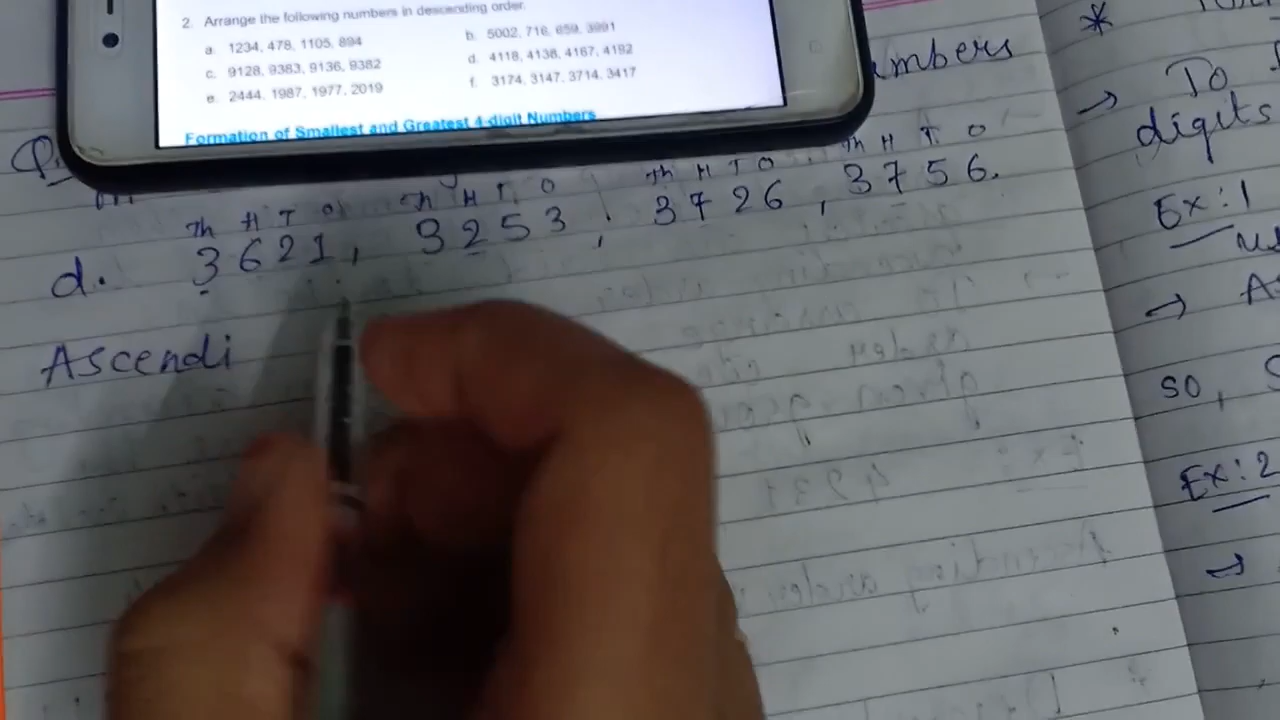 2. Arrange the following numbers in descending order.
a. 1234, 478, 1105, 894
b. 5002, 716, 659, 3991
c. 9128, 9383, 9136, 9382
d. 4118, 4138, 4167, 4192
e. 2444, 1987, 1977, 2019
f. 3174, 3147, 3714, 3417
Formation of Smallest and Greatest 4-digit Numbers
Th H T O Th H T O Th H T O Th H T O
d. 3621, 3253, 3726, 3756.
Ascendi
*
→ To
digits
Ex:1
→
so,
Ex:2
→